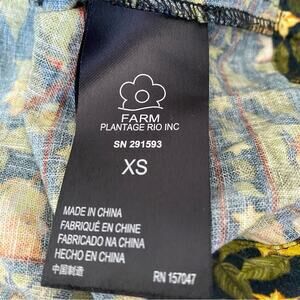 FARM
PLANTAGE RIO INC
SN 291593
XS
MADE IN CHINA
FABRIQUÉ EN CHINE
FABRICADO NA CHINA
HECHO EN CHINA
中国制造
RN 157047